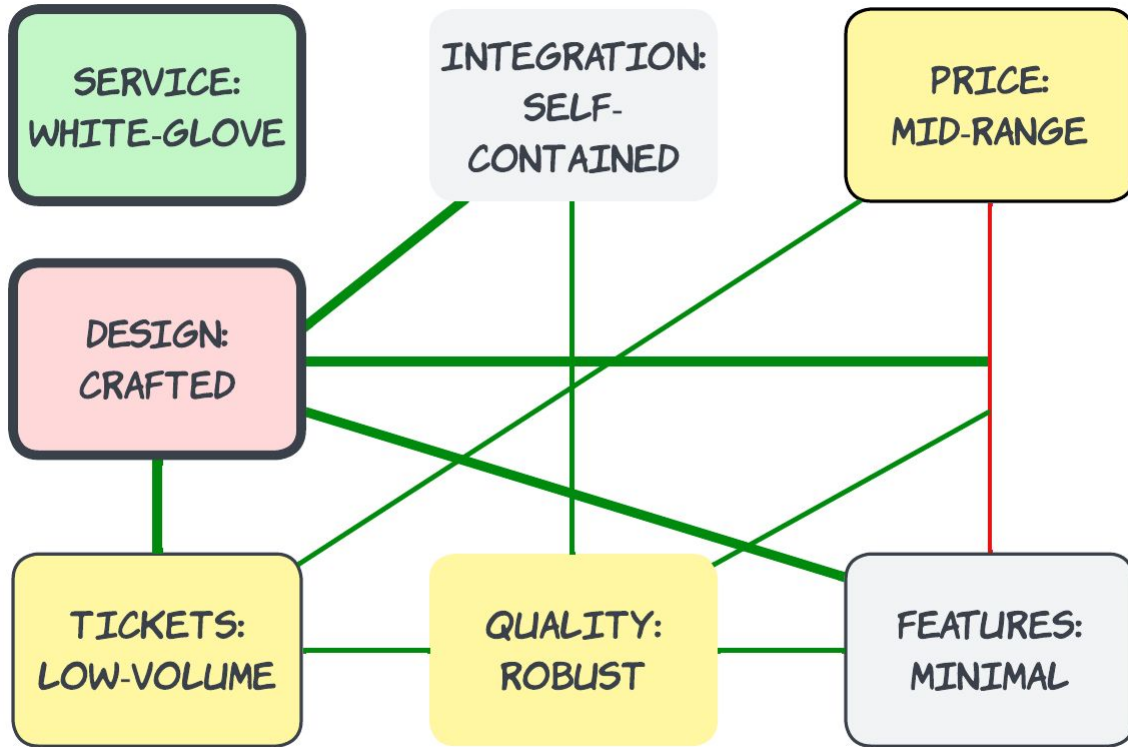 SERVICE:
WHITE-GLOVE
INTEGRATION:
SELF-
CONTAINED
PRICE:
MID-RANGE
DESIGN:
CRAFTED
TICKETS:
LOW-VOLUME
QUALITY:
ROBUST
FEATURES:
MINIMAL